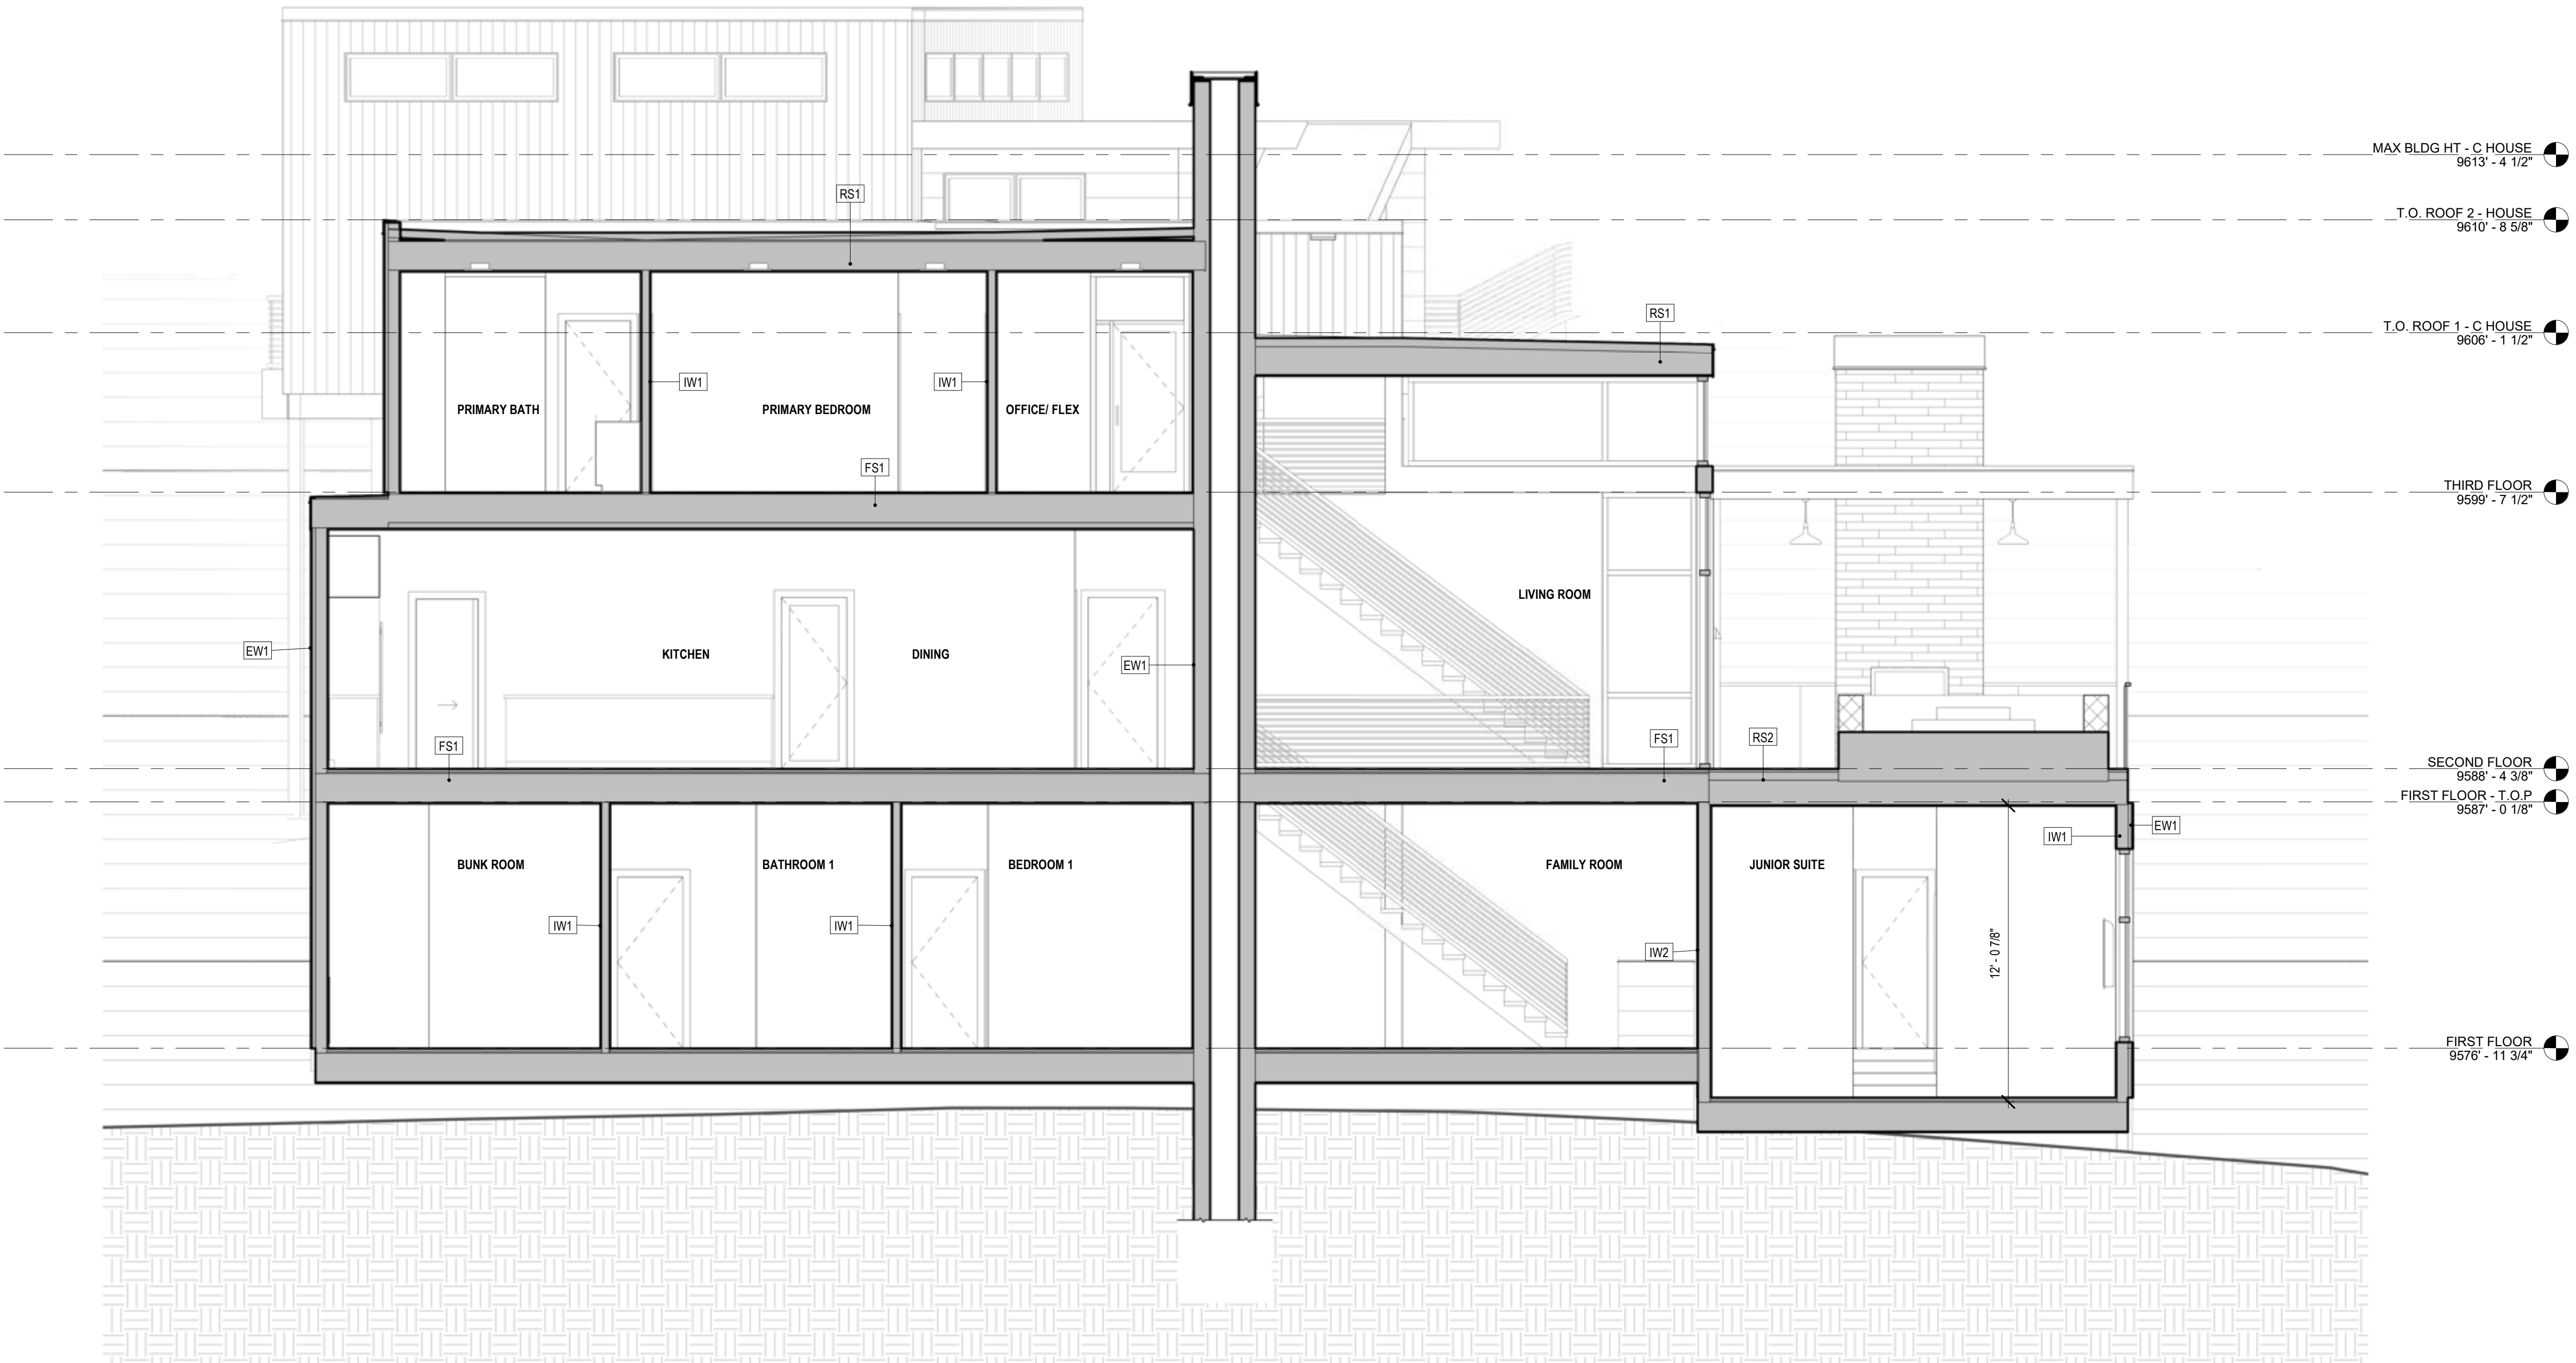 MAX BLDG HT - C HOUSE
9613' - 4 1/2"
RS1
T.O. ROOF 2 - HOUSE
9610' - 8 5/8"
RS1
T.O. ROOF 1 - C HOUSE
9606' - 1 1/2"
IW1
IW1
PRIMARY BATH
PRIMARY BEDROOM
OFFICE/ FLEX
FS1
THIRD FLOOR
9599' - 7 1/2"
LIVING ROOM
EW1
KITCHEN
DINING
EW1
FS1
FS1
RS2
SECOND FLOOR
9588' - 4 3/8"
FIRST FLOOR - T.O.P
9587' - 0 1/8"
IW1
EW1
BUNK ROOM
BATHROOM 1
BEDROOM 1
FAMILY ROOM
JUNIOR SUITE
IW1
IW1
IW2
12' - 0 7/8"
FIRST FLOOR
9576' - 11 3/4"